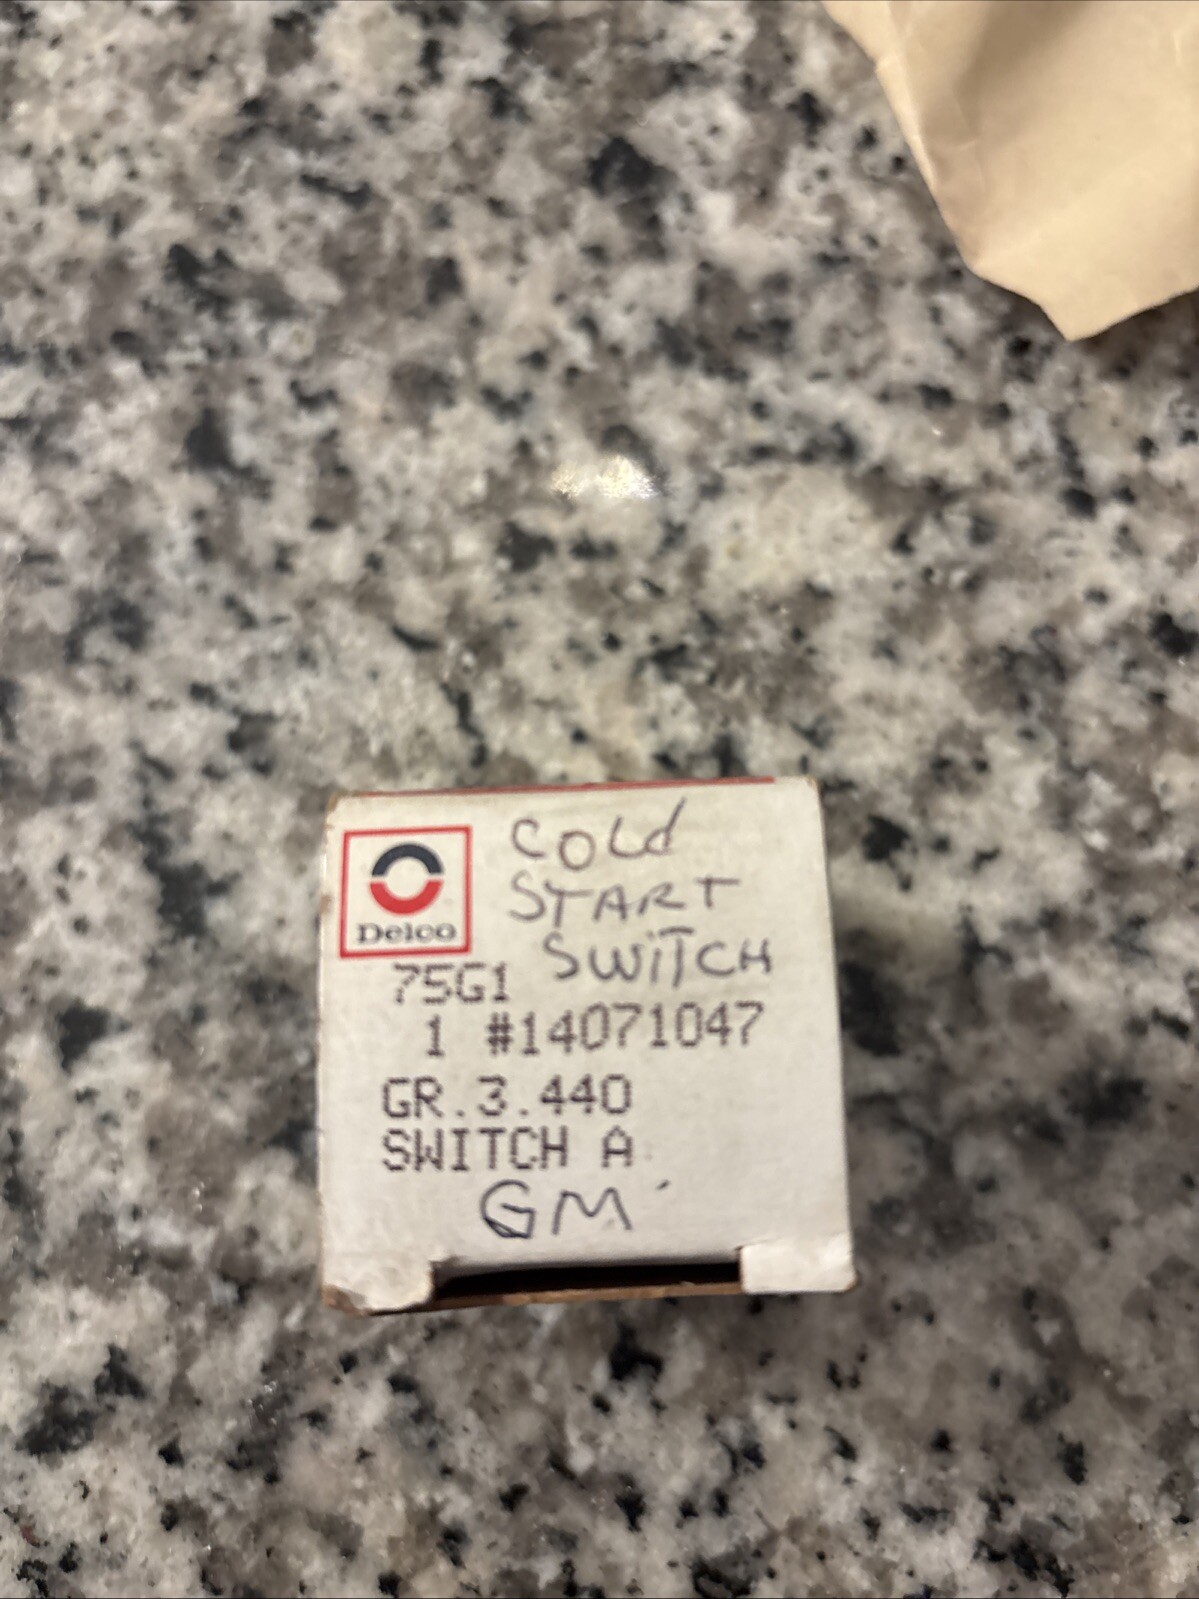 Cold
START
SWiTCH
Delco
75G1
1 #14071047
GR.3.440
SWITCH A
GM